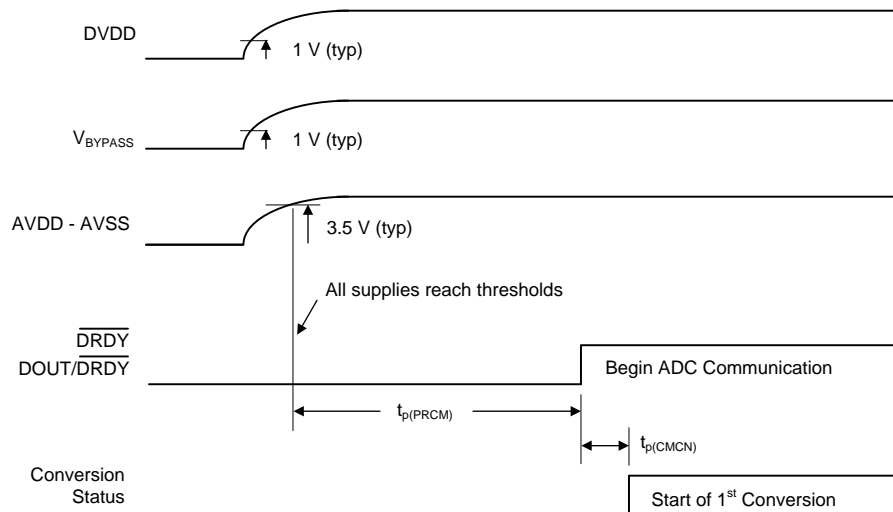 DVDD
1 V (typ)
VBYPASS
1 V (typ)
AVDD - AVSS
3.5 V (typ)
All supplies reach thresholds
DRDY
DOUT/DRDY
Begin ADC Communication
tp(PRCM)
tp(CMCN)
Conversion
Status
Start of 1st Conversion